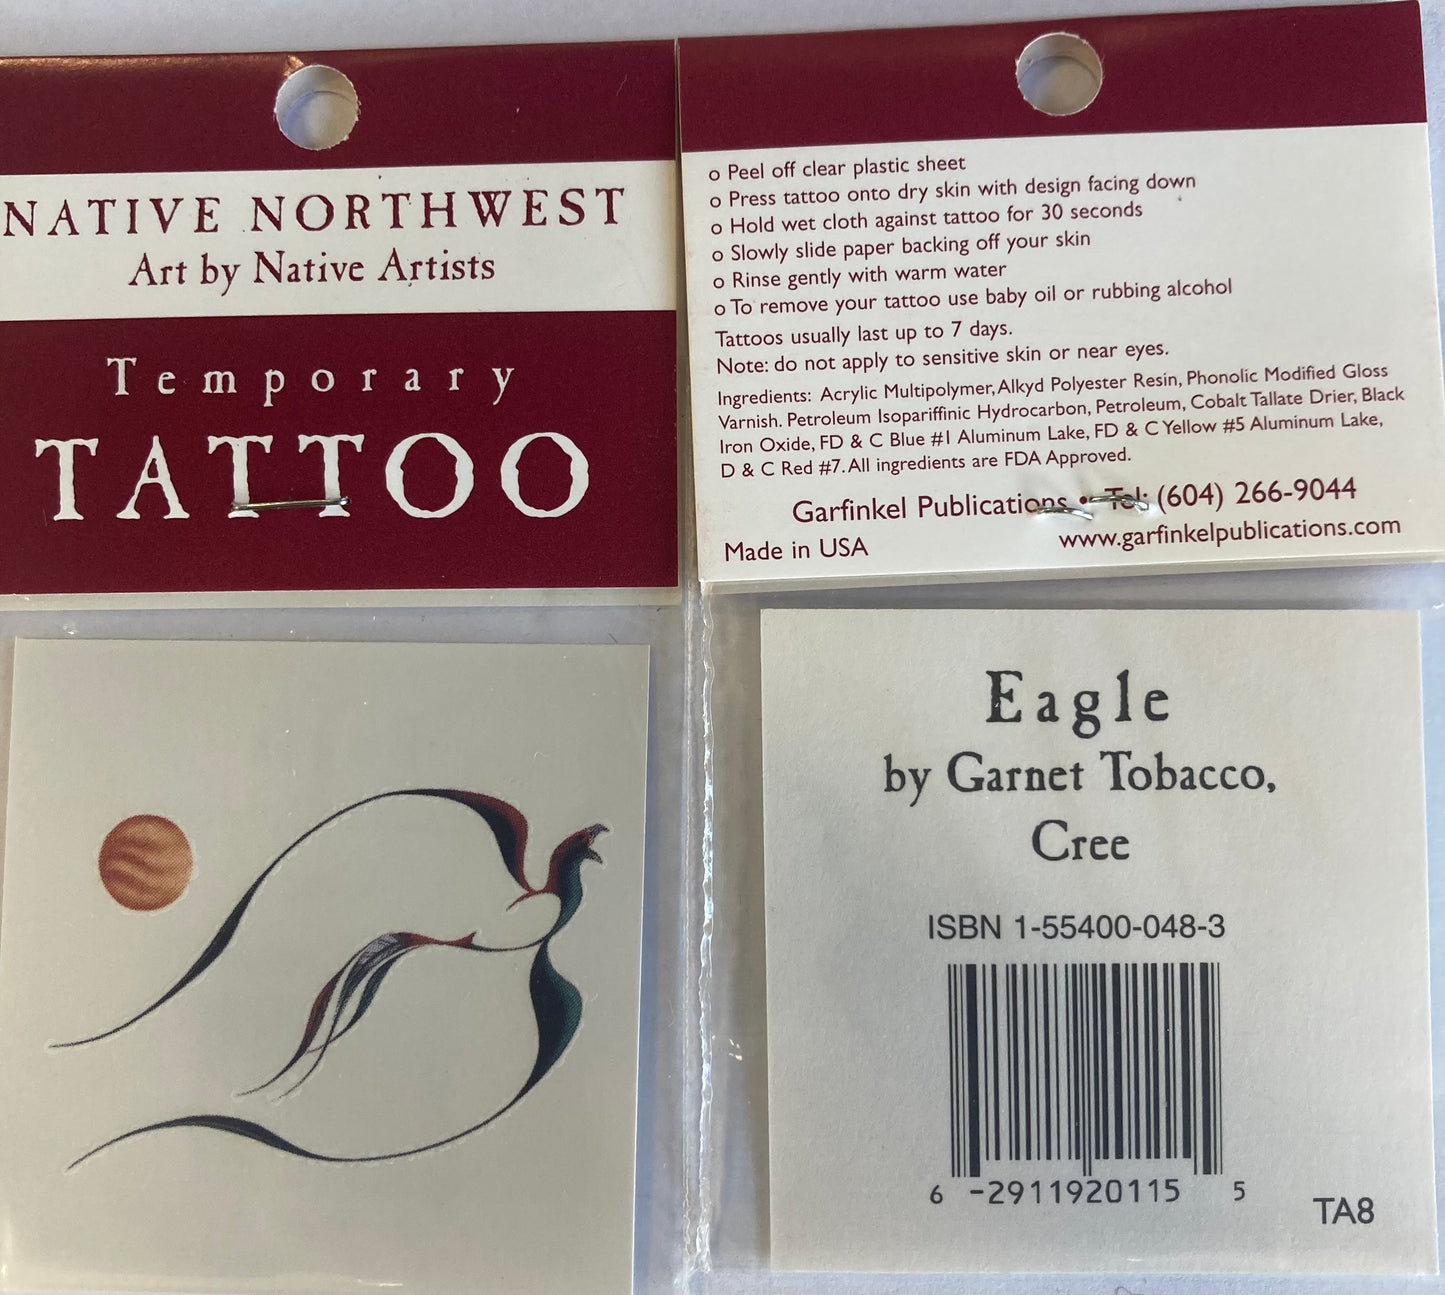 NATIVE NORTHWEST
Art by Native Artists
Temporary
TATTOO
o Peel off clear plastic sheet
o Press tattoo onto dry skin with design facing down
o Hold wet cloth against tattoo for 30 seconds
o Slowly slide paper backing off your skin
o Rinse gently with warm water
o To remove your tattoo use baby oil or rubbing alcohol
Tattoos usually last up to 7 days.
Note: do not apply to sensitive skin or near eyes.
Ingredients: Acrylic Multipolymer, Alkyd Polyester Resin, Phonolic Modified Gloss
Varnish. Petroleum Isopariffinic Hydrocarbon, Petroleum, Cobalt Tallate Drier, Black
Iron Oxide, FD & C Blue #1 Aluminum Lake, FD & C Yellow #5 Aluminum Lake,
D & C Red #7. All ingredients are FDA Approved.
Garfinkel Publications • Tel: (604) 266-9044
Made in USA www.garfinkelpublications.com
Eagle
by Garnet Tobacco,
Cree
ISBN 1-55400-048-3
6 -2911920115 5
TA8